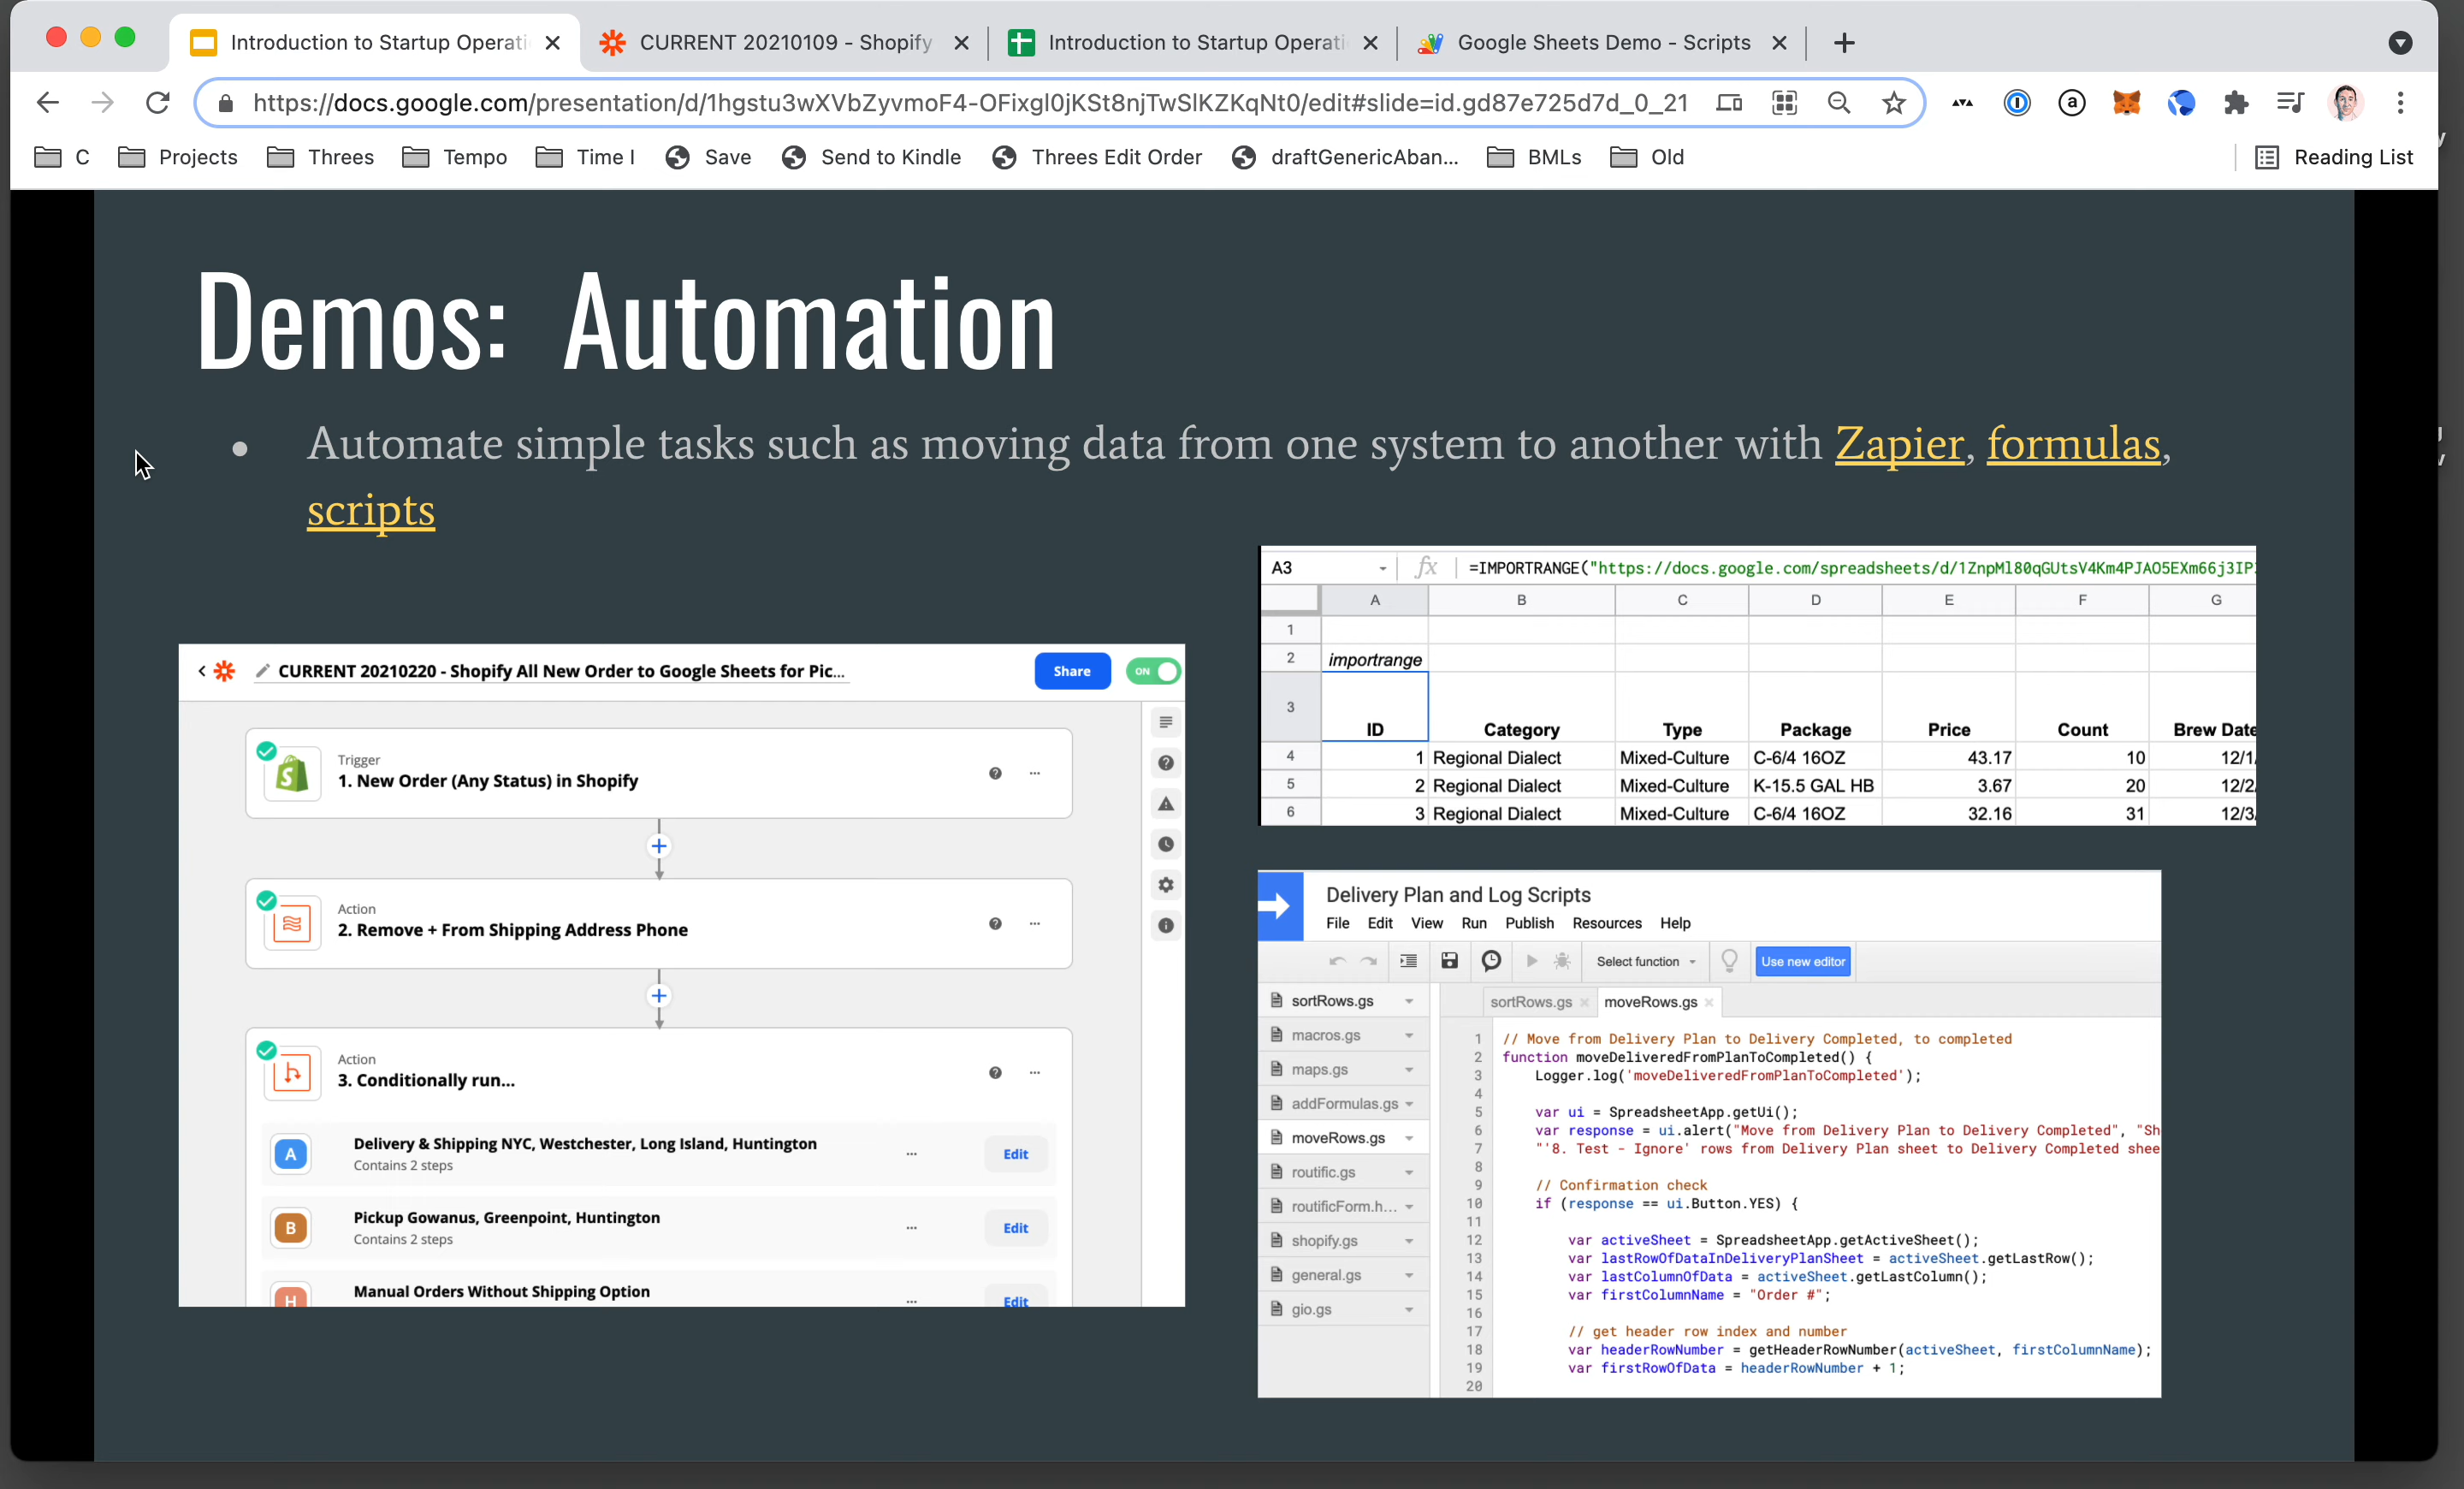 Introduction to Startup Operati
CURRENT 20210109 - Shopify
Introduction to Startup Operati
Google Sheets Demo - Scripts
https://docs.google.com/presentation/d/1hgstu3wXVbZyvmoF4-OFixgl0jKSt8njTwSlKZKqNt0/edit#slide=id.gd87e725d7d_0_21
C Projects Threes Tempo Time I Save Send to Kindle Threes Edit Order draftGenericAban... BMLs Old Reading List
Demos: Automation
• Automate simple tasks such as moving data from one system to another with Zapier, formulas,
scripts
CURRENT 20210220 - Shopify All New Order to Google Sheets for Pic...
Share
ON
Trigger
1. New Order (Any Status) in Shopify
Action
2. Remove + From Shipping Address Phone
Action
3. Conditionally run...
A
Delivery & Shipping NYC, Westchester, Long Island, Huntington
Contains 2 steps
Edit
B
Pickup Gowanus, Greenpoint, Huntington
Contains 2 steps
Edit
H
Manual Orders Without Shipping Option
Edit
A3 fx =IMPORTRANGE("https://docs.google.com/spreadsheets/d/1ZnpMl80qGUtsV4Km4PJAO5EXm66j3IP
A B C D E F G
1
2 importrange
3 ID Category Type Package Price Count Brew Date
4 1 Regional Dialect Mixed-Culture C-6/4 16OZ 43.17 10 12/1
5 2 Regional Dialect Mixed-Culture K-15.5 GAL HB 3.67 20 12/2
6 3 Regional Dialect Mixed-Culture C-6/4 16OZ 32.16 31 12/3
Delivery Plan and Log Scripts
File Edit View Run Publish Resources Help
Select function
Use new editor
sortRows.gs
macros.gs
maps.gs
addFormulas.gs
moveRows.gs
routific.gs
routificForm.h...
shopify.gs
general.gs
gio.gs
sortRows.gs moveRows.gs
1 // Move from Delivery Plan to Delivery Completed, to completed
2 function moveDeliveredFromPlanToCompleted() {
3 Logger.log('moveDeliveredFromPlanToCompleted');
4
5 var ui = SpreadsheetApp.getUi();
6 var response = ui.alert("Move from Delivery Plan to Delivery Completed", "Sh
7 "'8. Test - Ignore' rows from Delivery Plan sheet to Delivery Completed shee
8
9 // Confirmation check
10 if (response == ui.Button.YES) {
11
12 var activeSheet = SpreadsheetApp.getActiveSheet();
13 var lastRowOfDataInDeliveryPlanSheet = activeSheet.getLastRow();
14 var lastColumnOfData = activeSheet.getLastColumn();
15 var firstColumnName = "Order #";
16
17 // get header row index and number
18 var headerRowNumber = getHeaderRowNumber(activeSheet, firstColumnName);
19 var firstRowOfData = headerRowNumber + 1;
20